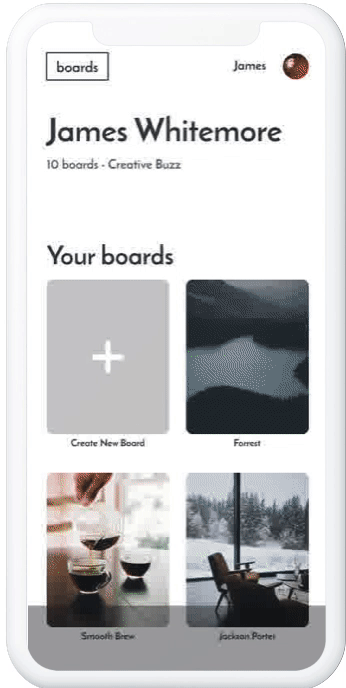 boards
James
James Whitemore
10 boards - Creative Buzz
Your boards
Create New Board
Forrest
Smooth Brew
Jackson Porter